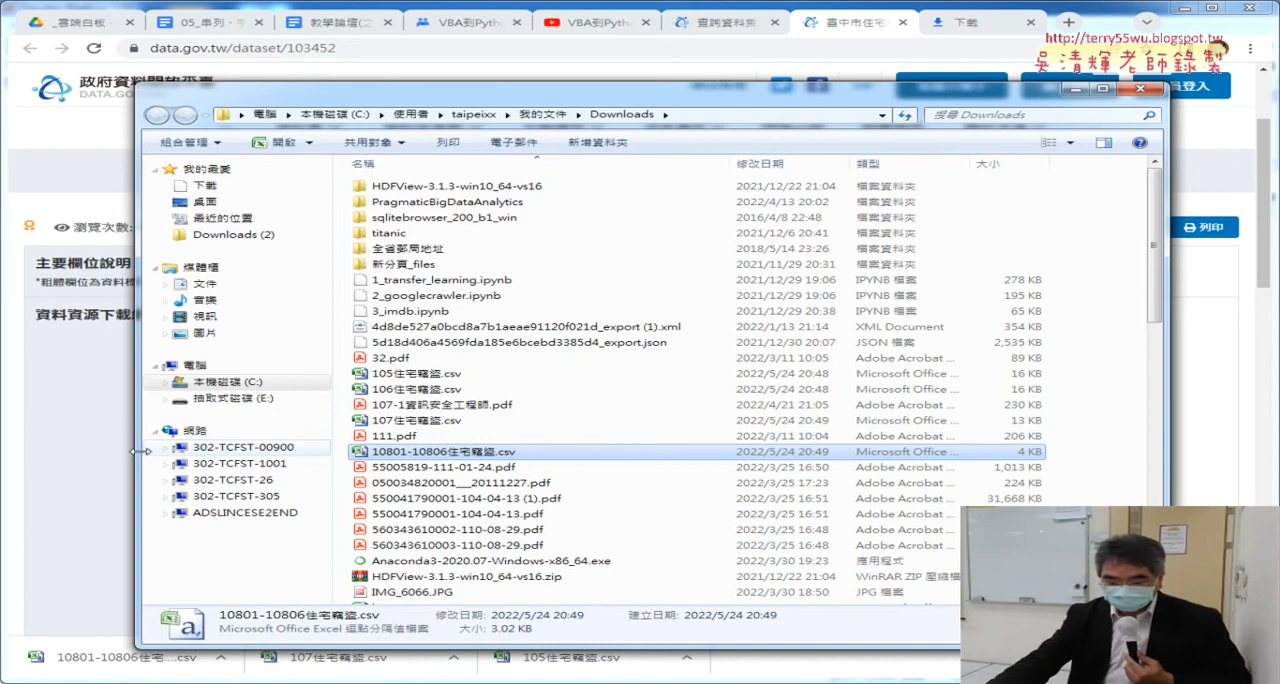 _雲端白板 -
05_串列、字
教學論壇(之
VBA到Pyth
VBA到Pyth
查詢資料集
臺中市住宅
下載
data.gov.tw/dataset/103452
http://terry55wu.blogspot.tw
吳清輝老師錄製
政府資料開放平臺
DATA.GO
員登入
電腦 ▸ 本機磁碟 (C:) ▸ 使用者 ▸ taipeixx ▸ 我的文件 ▸ Downloads ▸
搜尋 Downloads
組合管理
開啟
共用對象
列印
電子郵件
新增資料夾
名稱 修改日期 類型 大小
我的最愛
下載
桌面
最近的位置
Downloads (2)
媒體櫃
文件
音樂
視訊
圖片
電腦
本機磁碟 (C:)
抽取式磁碟 (E:)
網路
302-TCFST-00900
302-TCFST-1001
302-TCFST-26
302-TCFST-305
ADSLINCESE2END
HDFView-3.1.3-win10_64-vs16 2021/12/22 21:04 檔案資料夾
PragmaticBigDataAnalytics 2022/4/13 20:02 檔案資料夾
sqlitebrowser_200_b1_win 2016/4/8 22:48 檔案資料夾
titanic 2021/12/6 20:41 檔案資料夾
全省郵局地址 2018/5/14 23:26 檔案資料夾
新分頁_files 2021/11/29 20:31 檔案資料夾
1_transfer_learning.ipynb 2021/12/29 19:06 IPYNB 檔案 278 KB
2_googlecrawler.ipynb 2021/12/29 19:06 IPYNB 檔案 195 KB
3_imdb.ipynb 2021/12/29 20:38 IPYNB 檔案 65 KB
4d8de527a0bcd8a7b1aeae91120f021d_export (1).xml 2022/1/13 21:14 XML Document 354 KB
5d18d406a4569fda185e6bcebd3385d4_export.json 2021/12/30 20:07 JSON 檔案 2,535 KB
32.pdf 2022/3/11 10:05 Adobe Acrobat ... 89 KB
105住宅竊盜.csv 2022/5/24 20:48 Microsoft Office ... 16 KB
106住宅竊盜.csv 2022/5/24 20:48 Microsoft Office ... 16 KB
107-1資訊安全工程師.pdf 2022/4/21 21:05 Adobe Acrobat ... 230 KB
107住宅竊盜.csv 2022/5/24 20:49 Microsoft Office ... 13 KB
111.pdf 2022/3/11 10:04 Adobe Acrobat ... 206 KB
10801-10806住宅竊盜.csv 2022/5/24 20:49 Microsoft Office ... 4 KB
55005819-111-01-24.pdf 2022/3/25 16:50 Adobe Acrobat ... 1,013 KB
050034820001__20111227.pdf 2022/3/25 17:23 Adobe Acrobat ... 224 KB
550041790001-104-04-13 (1).pdf 2022/3/25 16:51 Adobe Acrobat ... 31,668 KB
550041790001-104-04-13.pdf 2022/3/25 16:51 Adobe Acrobat ...
560343610002-110-08-29.pdf 2022/3/25 16:48 Adobe Acrobat ...
560343610003-110-08-29.pdf 2022/3/25 16:48 Adobe Acrobat ...
Anaconda3-2020.07-Windows-x86_64.exe 2022/3/30 19:23 應用程式
HDFView-3.1.3-win10_64-vs16.zip 2021/12/22 21:04 WinRAR ZIP 壓縮檔
IMG_6066.JPG 2022/3/30 18:50 JPG 檔案
瀏覽次數:
列印
主要欄位說明
*粗體欄位為資料標
資料資源下載網
10801-10806住宅竊盜.csv 修改日期: 2022/5/24 20:49 建立日期: 2022/5/24 20:49
Microsoft Office Excel 逗點分隔值檔案 大小: 3.02 KB
10801-10806住宅....csv
107住宅竊盜.csv
105住宅竊盜.csv